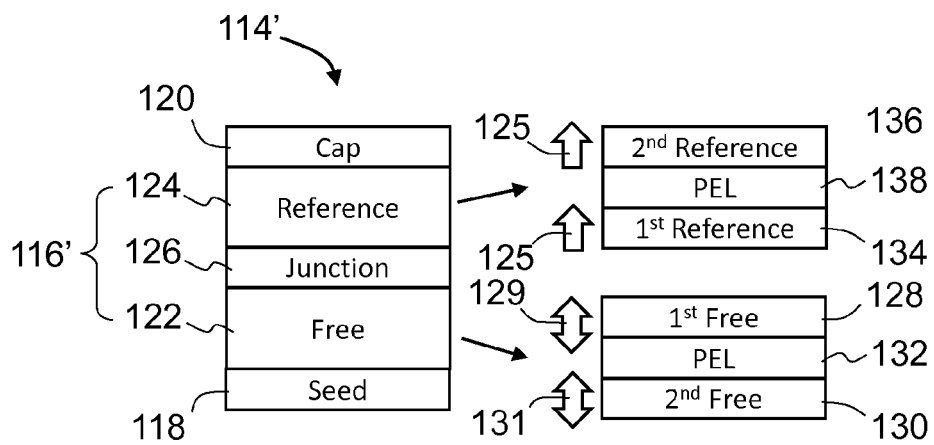 114’
120
Cap
124
Reference
116’
126
Junction
122
Free
118
Seed
125
2nd Reference
136
PEL
138
125
1st Reference
134
129
1st Free
128
PEL
132
131
2nd Free
130